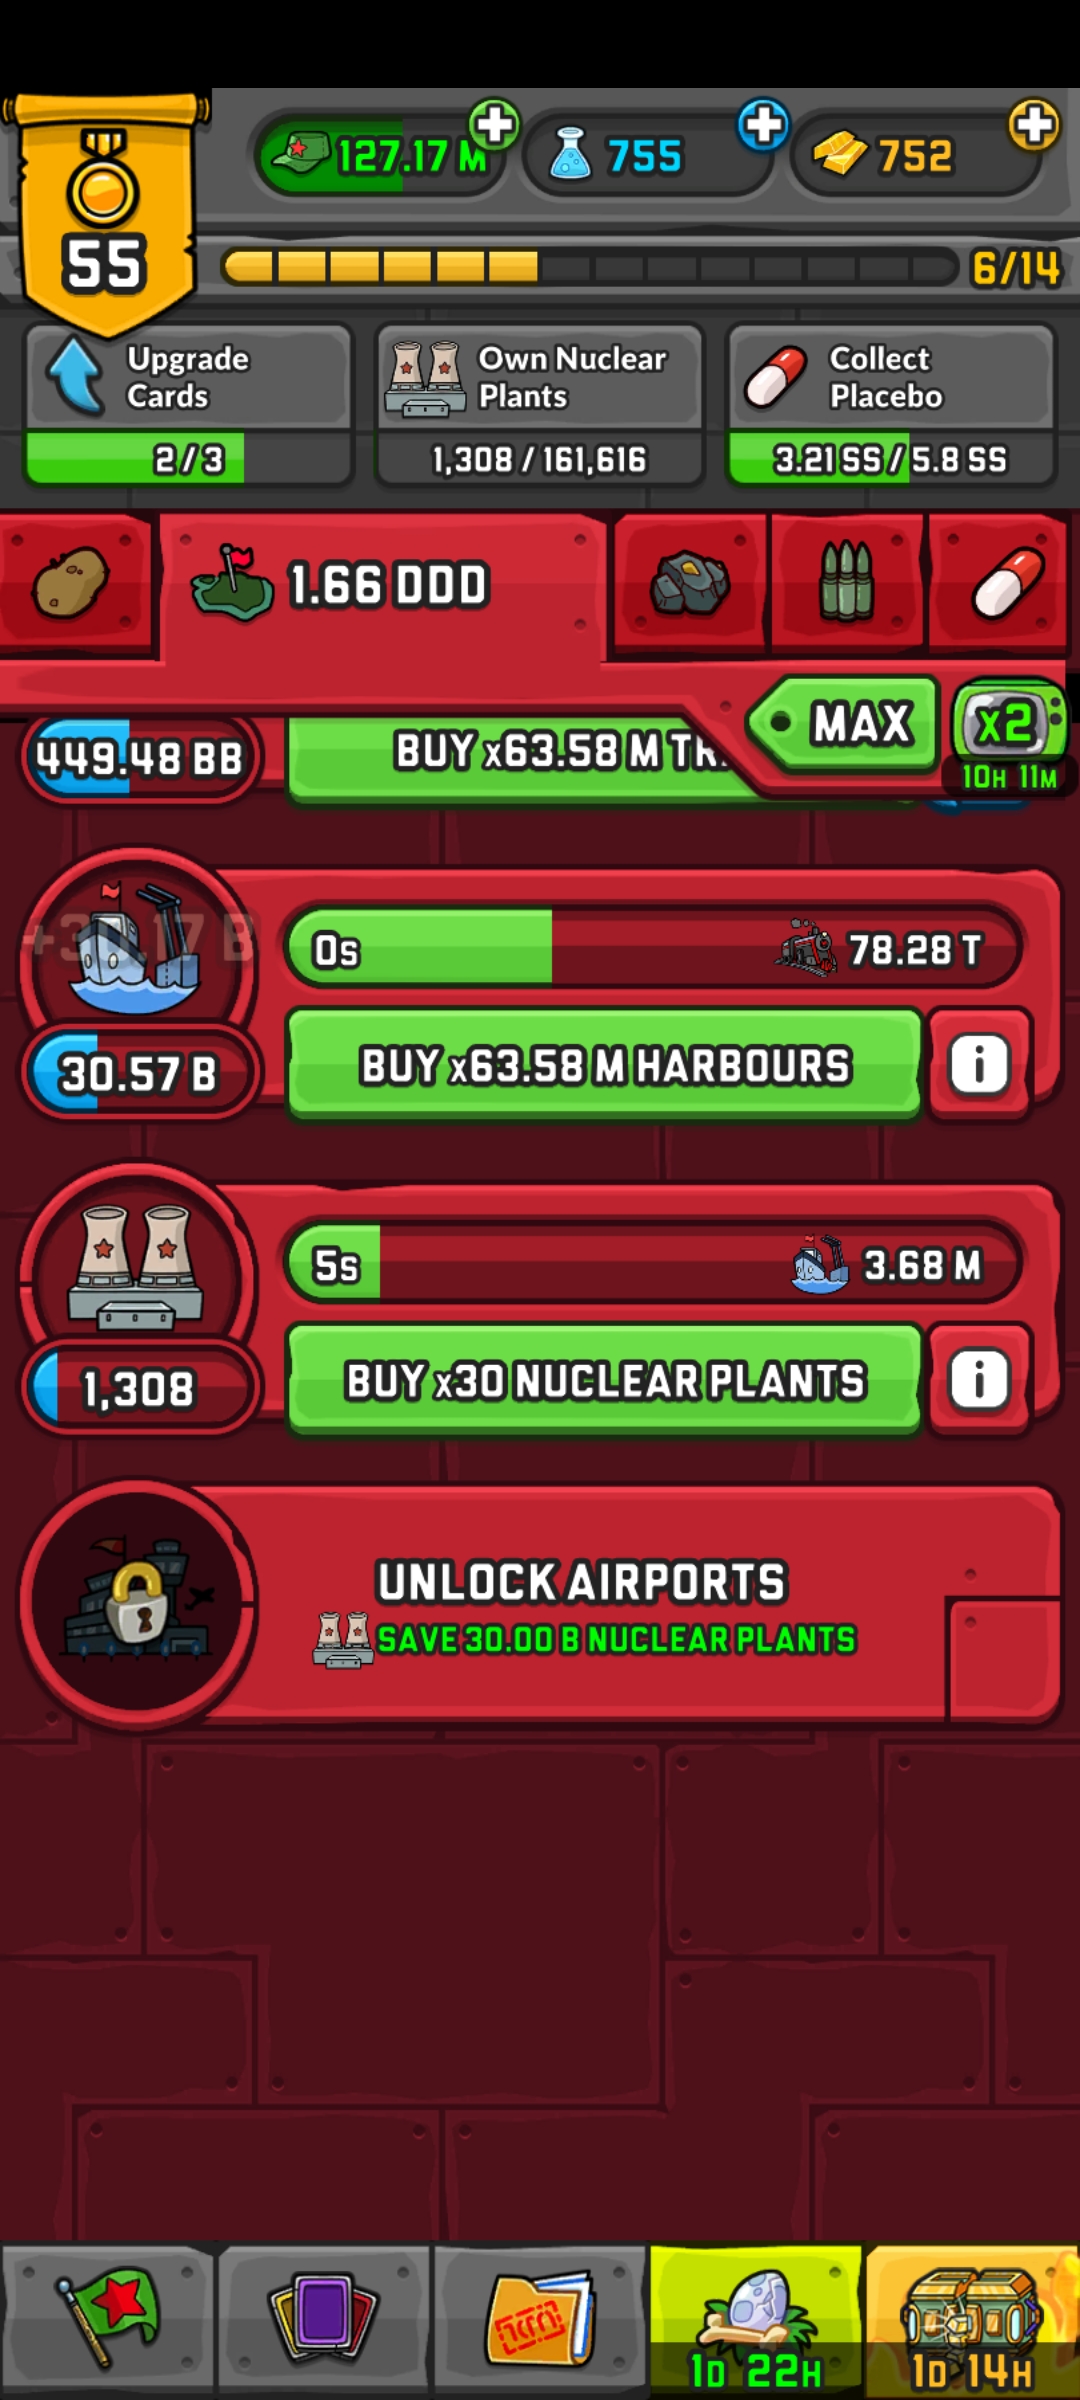 127.17 M
755
752
55
6/14
Upgrade
Cards
2/3
Own Nuclear
Plants
1,308 / 161,616
Collect
Placebo
3.21 SS / 5.8 SS
1.66 DDD
MAX
x2
10H 11M
449.48 BB
BUY x63.58 M
0s
78.28 T
30.57 B
BUY x63.58 M HARBOURS
i
5s
3.68 M
1,308
BUY x30 NUCLEAR PLANTS
i
UNLOCK AIRPORTS
SAVE 30.00 B NUCLEAR PLANTS
1D 22H
1D 14H